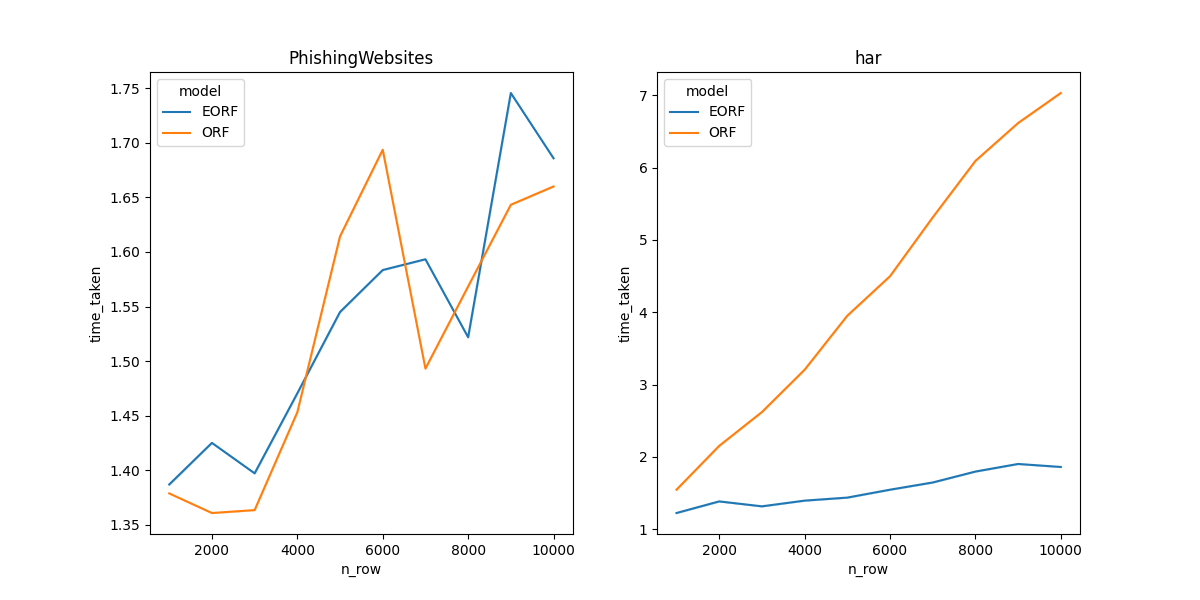 PhishingWebsites
model
EORF
ORF
1.75
1.70
1.65
1.60
1.55
1.50
1.45
1.40
1.35
time_taken
2000 4000 6000 8000 10000
n_row
har
model
EORF
ORF
7
6
5
4
3
2
1
time_taken
2000 4000 6000 8000 10000
n_row